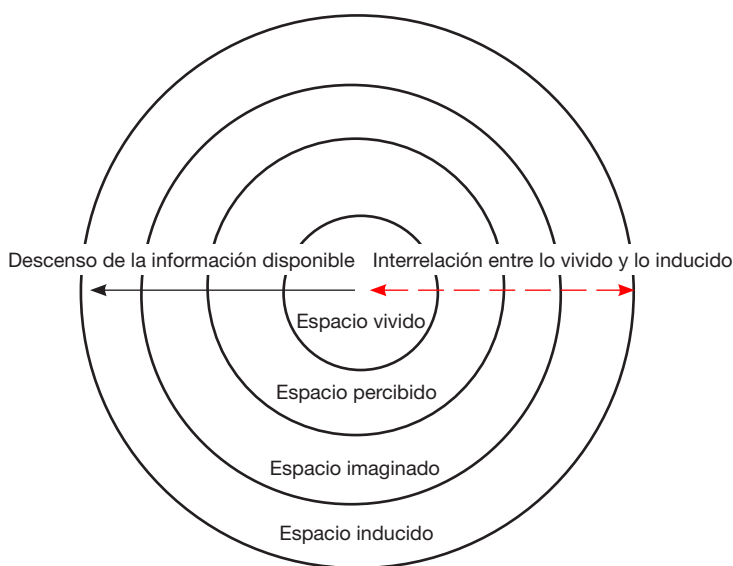 Descenso de la información disponible
Interrelación entre lo vivido y lo inducido
Espacio vivido
Espacio percibido
Espacio imaginado
Espacio inducido